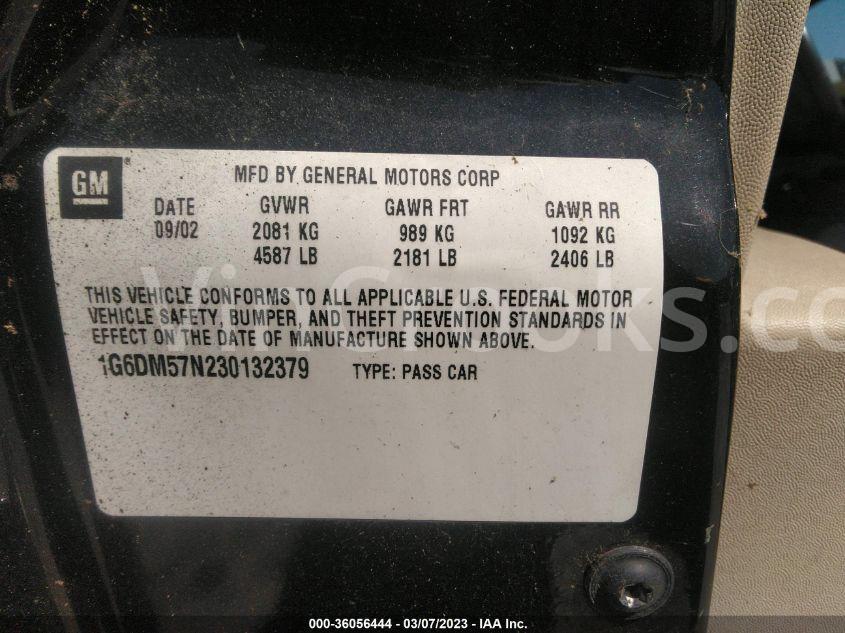 GM
MFD BY GENERAL MOTORS CORP
DATE GVWR GAWR FRT GAWR RR
09/02 2081 KG 989 KG 1092 KG
4587 LB 2181 LB 2406 LB
THIS VEHICLE CONFORMS TO ALL APPLICABLE U.S. FEDERAL MOTOR
VEHICLE SAFETY, BUMPER, AND THEFT PREVENTION STANDARDS IN
EFFECT ON THE DATE OF MANUFACTURE SHOWN ABOVE.
1G6DM57N230132379 TYPE: PASS CAR
000-36056444 - 03/07/2023 - IAA Inc.